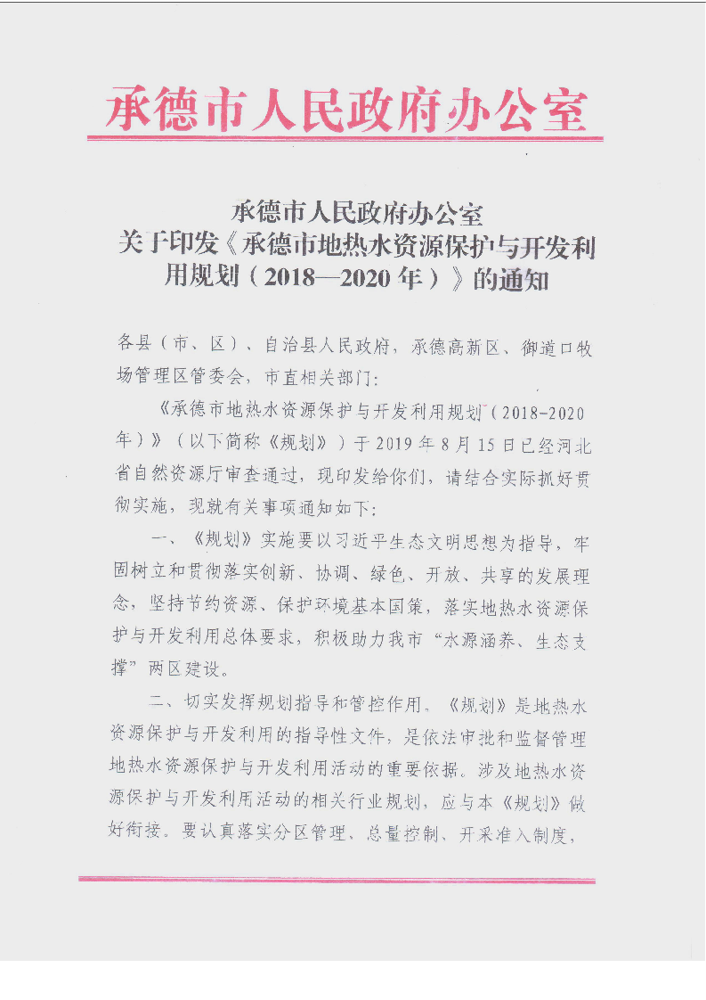 承德市人民政府办公室
承德市人民政府办公室
关于印发《承德市地热水资源保护与开发利
用规划（2018—2020年）》的通知
各县（市、区）、自治县人民政府，承德高新区、御道口牧
场管理区管委会，市直相关部门：
《承德市地热水资源保护与开发利用规划（2018-2020
年）》（以下简称《规划》）于2019年8月15日已经河北
省自然资源厅审查通过，现印发给你们，请结合实际抓好贯
彻实施，现就有关事项通知如下：
一、《规划》实施要以习近平生态文明思想为指导，牢
固树立和贯彻落实创新、协调、绿色、开放、共享的发展理
念，坚持节约资源、保护环境基本国策，落实地热水资源保
护与开发利用总体要求，积极助力我市“水源涵养、生态支
撑”两区建设。
二、切实发挥规划指导和管控作用。《规划》是地热水
资源保护与开发利用的指导性文件，是依法审批和监督管理
地热水资源保护与开发利用活动的重要依据。涉及地热水资
源保护与开发利用活动的相关行业规划，应与本《规划》做
好衔接。要认真落实分区管理、总量控制、开采准入制度，